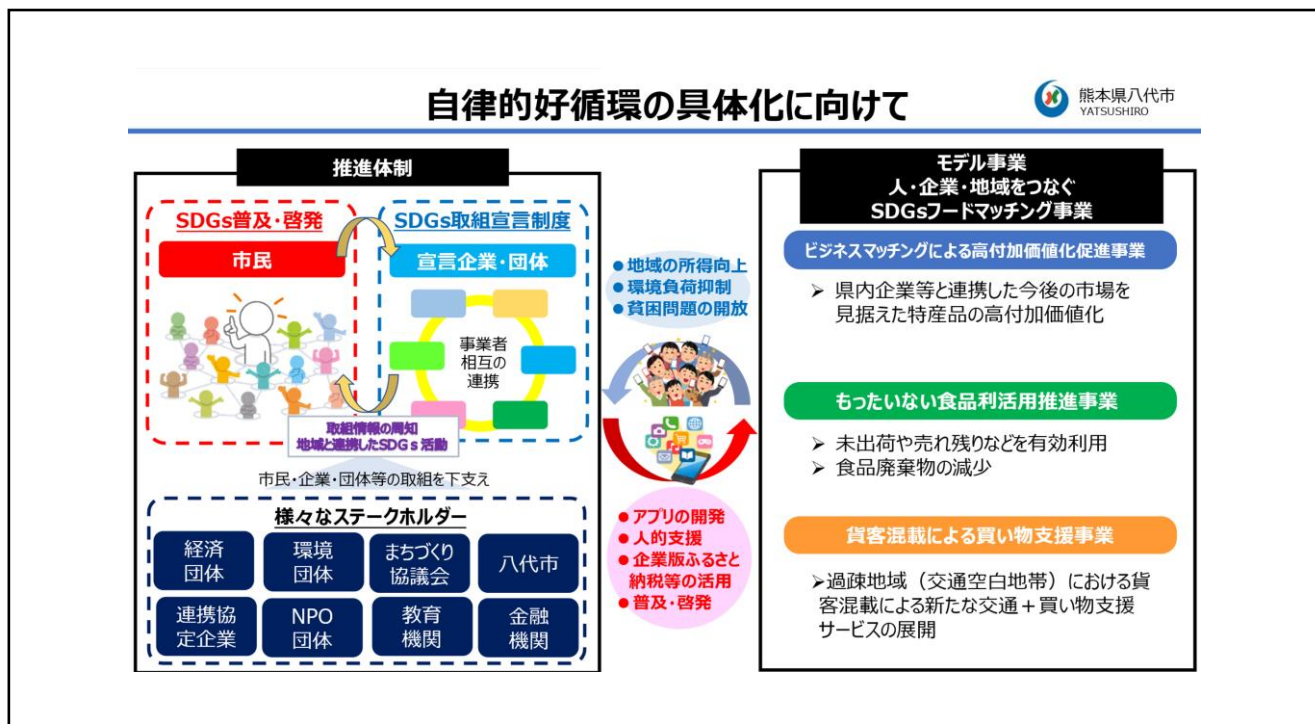 自律的好循環の具体化に向けて
熊本県八代市
YATSUSHIRO
推進体制
SDGs普及・啓発
市民
SDGs取組宣言制度
宣言企業・団体
事業者
相互の
連携
取組情報の周知
地域と連携したSDGｓ活動
市民・企業・団体等の取組を下支え
様々なステークホルダー
経済
団体
環境
団体
まちづくり
協議会
八代市
連携協
定企業
NPO
団体
教育
機関
金融
機関
●地域の所得向上
●環境負荷抑制
●貧困問題の開放
●アプリの開発
●人的支援
●企業版ふるさと
納税等の活用
●普及・啓発
モデル事業
人・企業・地域をつなぐ
SDGsフードマッチング事業
ビジネスマッチングによる高付加価値化促進事業
➢ 県内企業等と連携した今後の市場を
見据えた特産品の高付加価値化
もったいない食品利活用推進事業
➢ 未出荷や売れ残りなどを有効利用
➢ 食品廃棄物の減少
貨客混載による買い物支援事業
➢過疎地域（交通空白地帯）における貨
客混載による新たな交通＋買い物支援
サービスの展開